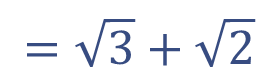 = √3 + √2